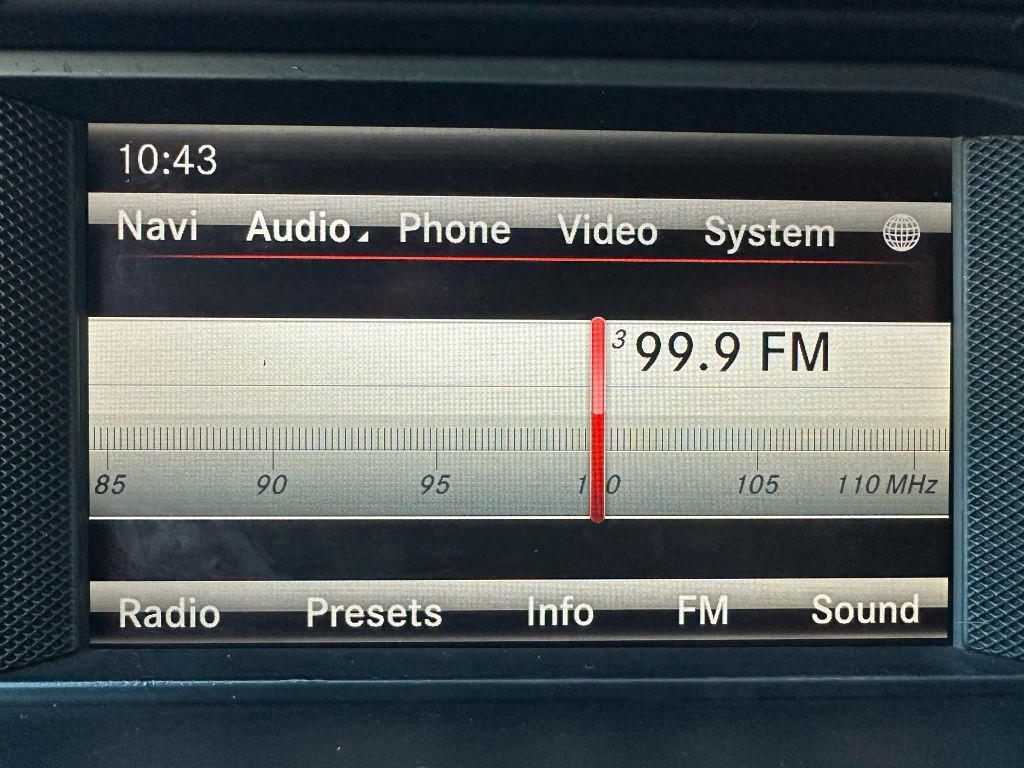 10:43
Navi Audio Phone Video System
3 99.9 FM
85 90 95 100 105 110 MHz
Radio Presets Info FM Sound